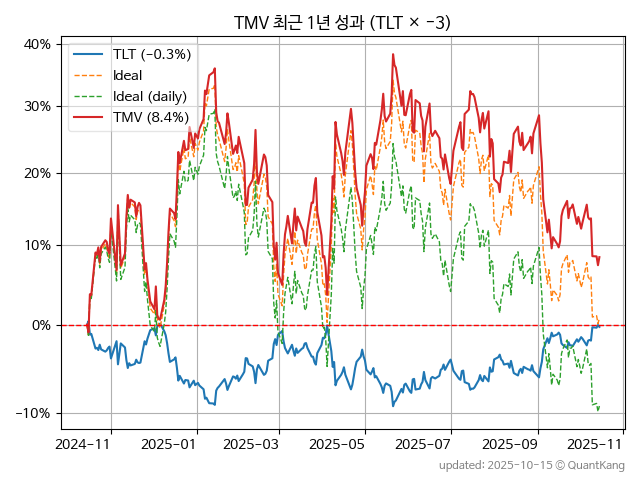 TMV 최근 1년 성과 (TLT × −3)
40%
30%
20%
10%
0%
−10%
TLT (−0.3%)
Ideal
Ideal (daily)
TMV (8.4%)
2024-11
2025-01
2025-03
2025-05
2025-07
2025-09
2025-11
updated: 2025-10-15 © QuantKang